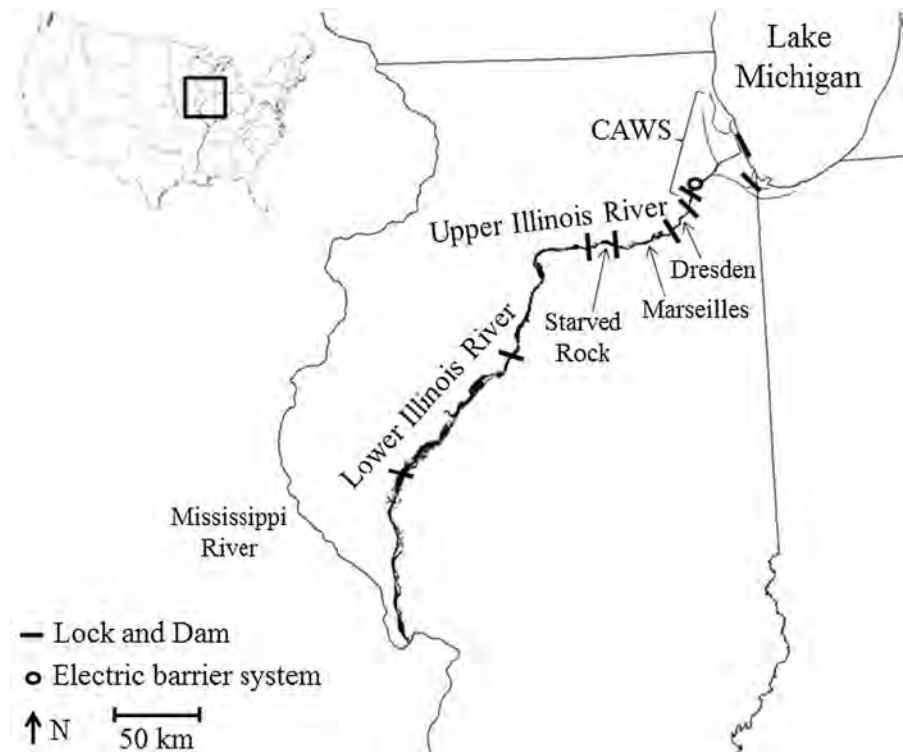 Lake
Michigan
CAWS
Upper Illinois River
Dresden
Marseilles
Starved
Rock
Lower Illinois River
Mississippi
River
Lock and Dam
Electric barrier system
N
50 km